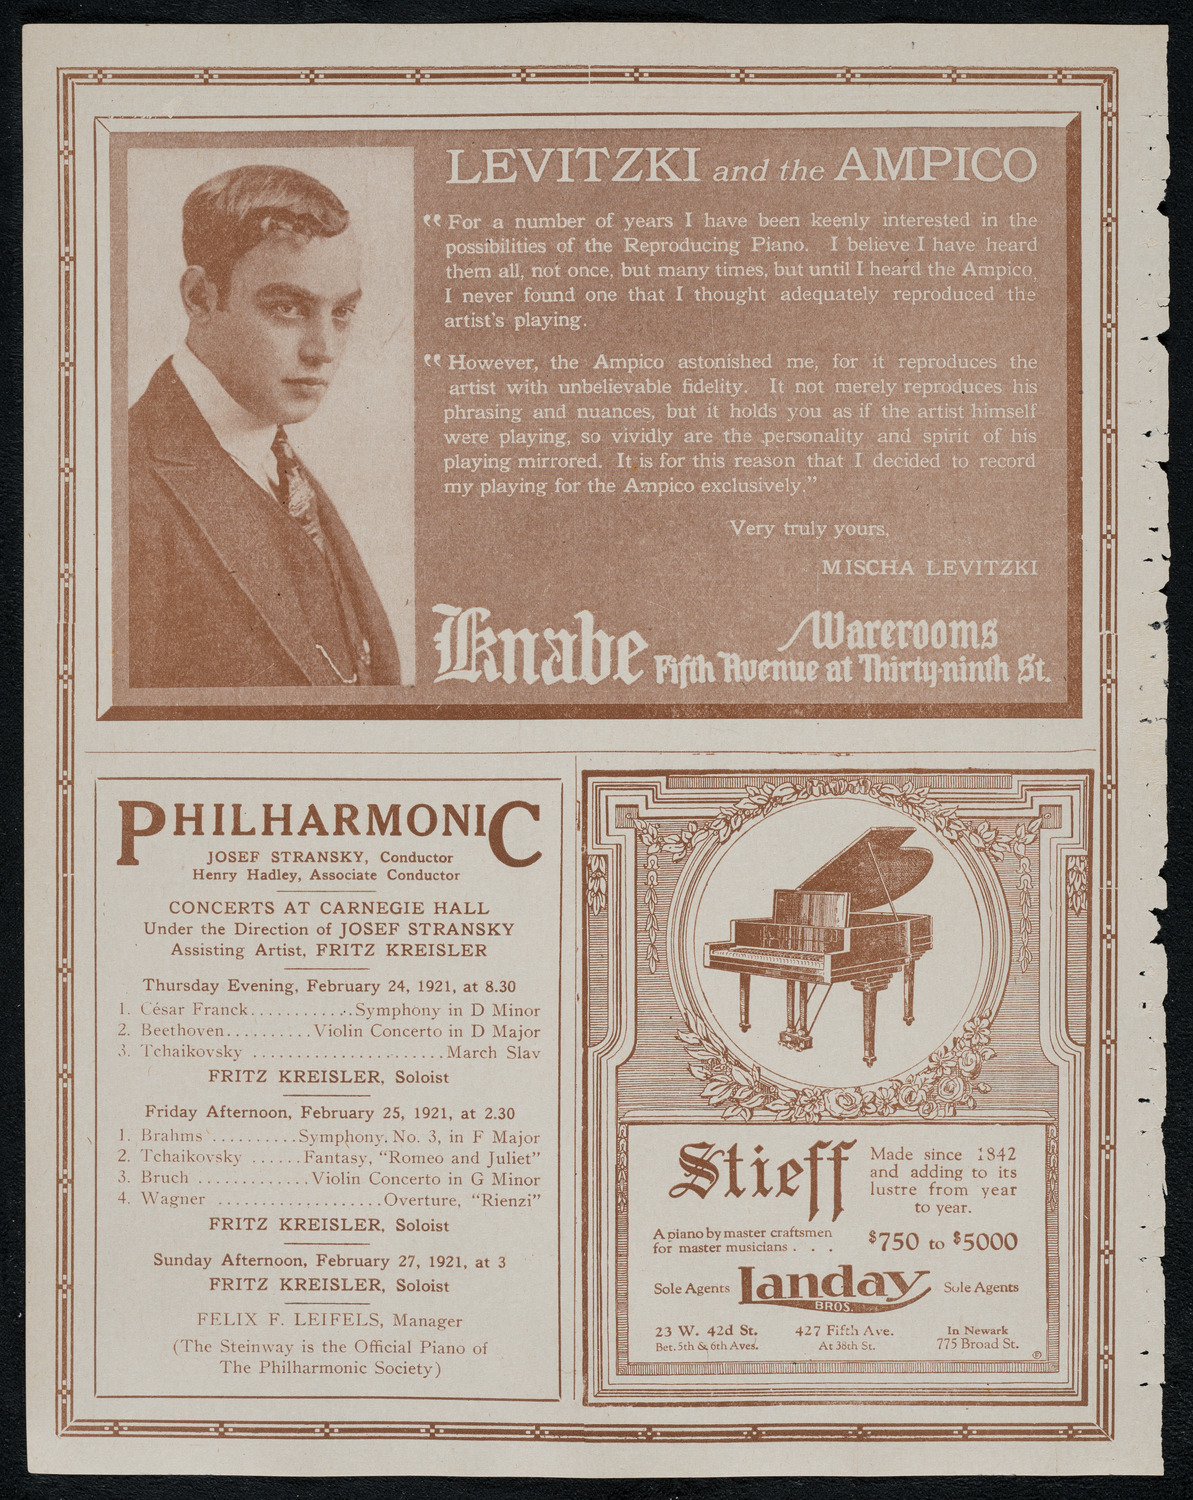 LEVITZKI and the AMPICO
“For a number of years I have been keenly interested in the
possibilities of the Reproducing Piano. I believe I have heard
them all, not once, but many times, but until I heard the Ampico,
I never found one that I thought adequately reproduced the
artist's playing.
“However, the Ampico astonished me, for it reproduces the
artist with unbelievable fidelity. It not merely reproduces his
phrasing and nuances, but it holds you as if the artist himself
were playing, so vividly are the personality and spirit of his
playing mirrored. It is for this reason that I decided to record
my playing for the Ampico exclusively.”
Very truly yours,
MISCHA LEVITZKI
Knabe Warerooms
Fifth Avenue at Thirty-ninth St.
PHILHARMONIC
JOSEF STRANSKY, Conductor
Henry Hadley, Associate Conductor
CONCERTS AT CARNEGIE HALL
Under the Direction of JOSEF STRANSKY
Assisting Artist, FRITZ KREISLER
Thursday Evening, February 24, 1921, at 8.30
1. César Franck............Symphony in D Minor
2. Beethoven..........Violin Concerto in D Major
3. Tchaikovsky ......................March Slav
FRITZ KREISLER, Soloist
Friday Afternoon, February 25, 1921, at 2.30
1. Brahms ..........Symphony. No. 3, in F Major
2. Tchaikovsky ......Fantasy, “Romeo and Juliet”
3. Bruch .............Violin Concerto in G Minor
4. Wagner ...................Overture, “Rienzi”
FRITZ KREISLER, Soloist
Sunday Afternoon, February 27, 1921, at 3
FRITZ KREISLER, Soloist
FELIX F. LEIFELS, Manager
(The Steinway is the Official Piano of
The Philharmonic Society)
Stieff
Made since 1842
and adding to its
lustre from year
to year.
A piano by master craftsmen
for master musicians . . .
$750 to $5000
Sole Agents Landay Sole Agents
BROS.
23 W. 42d St. 427 Fifth Ave. In Newark
Bet. 5th & 6th Aves. At 38th St. 775 Broad St.